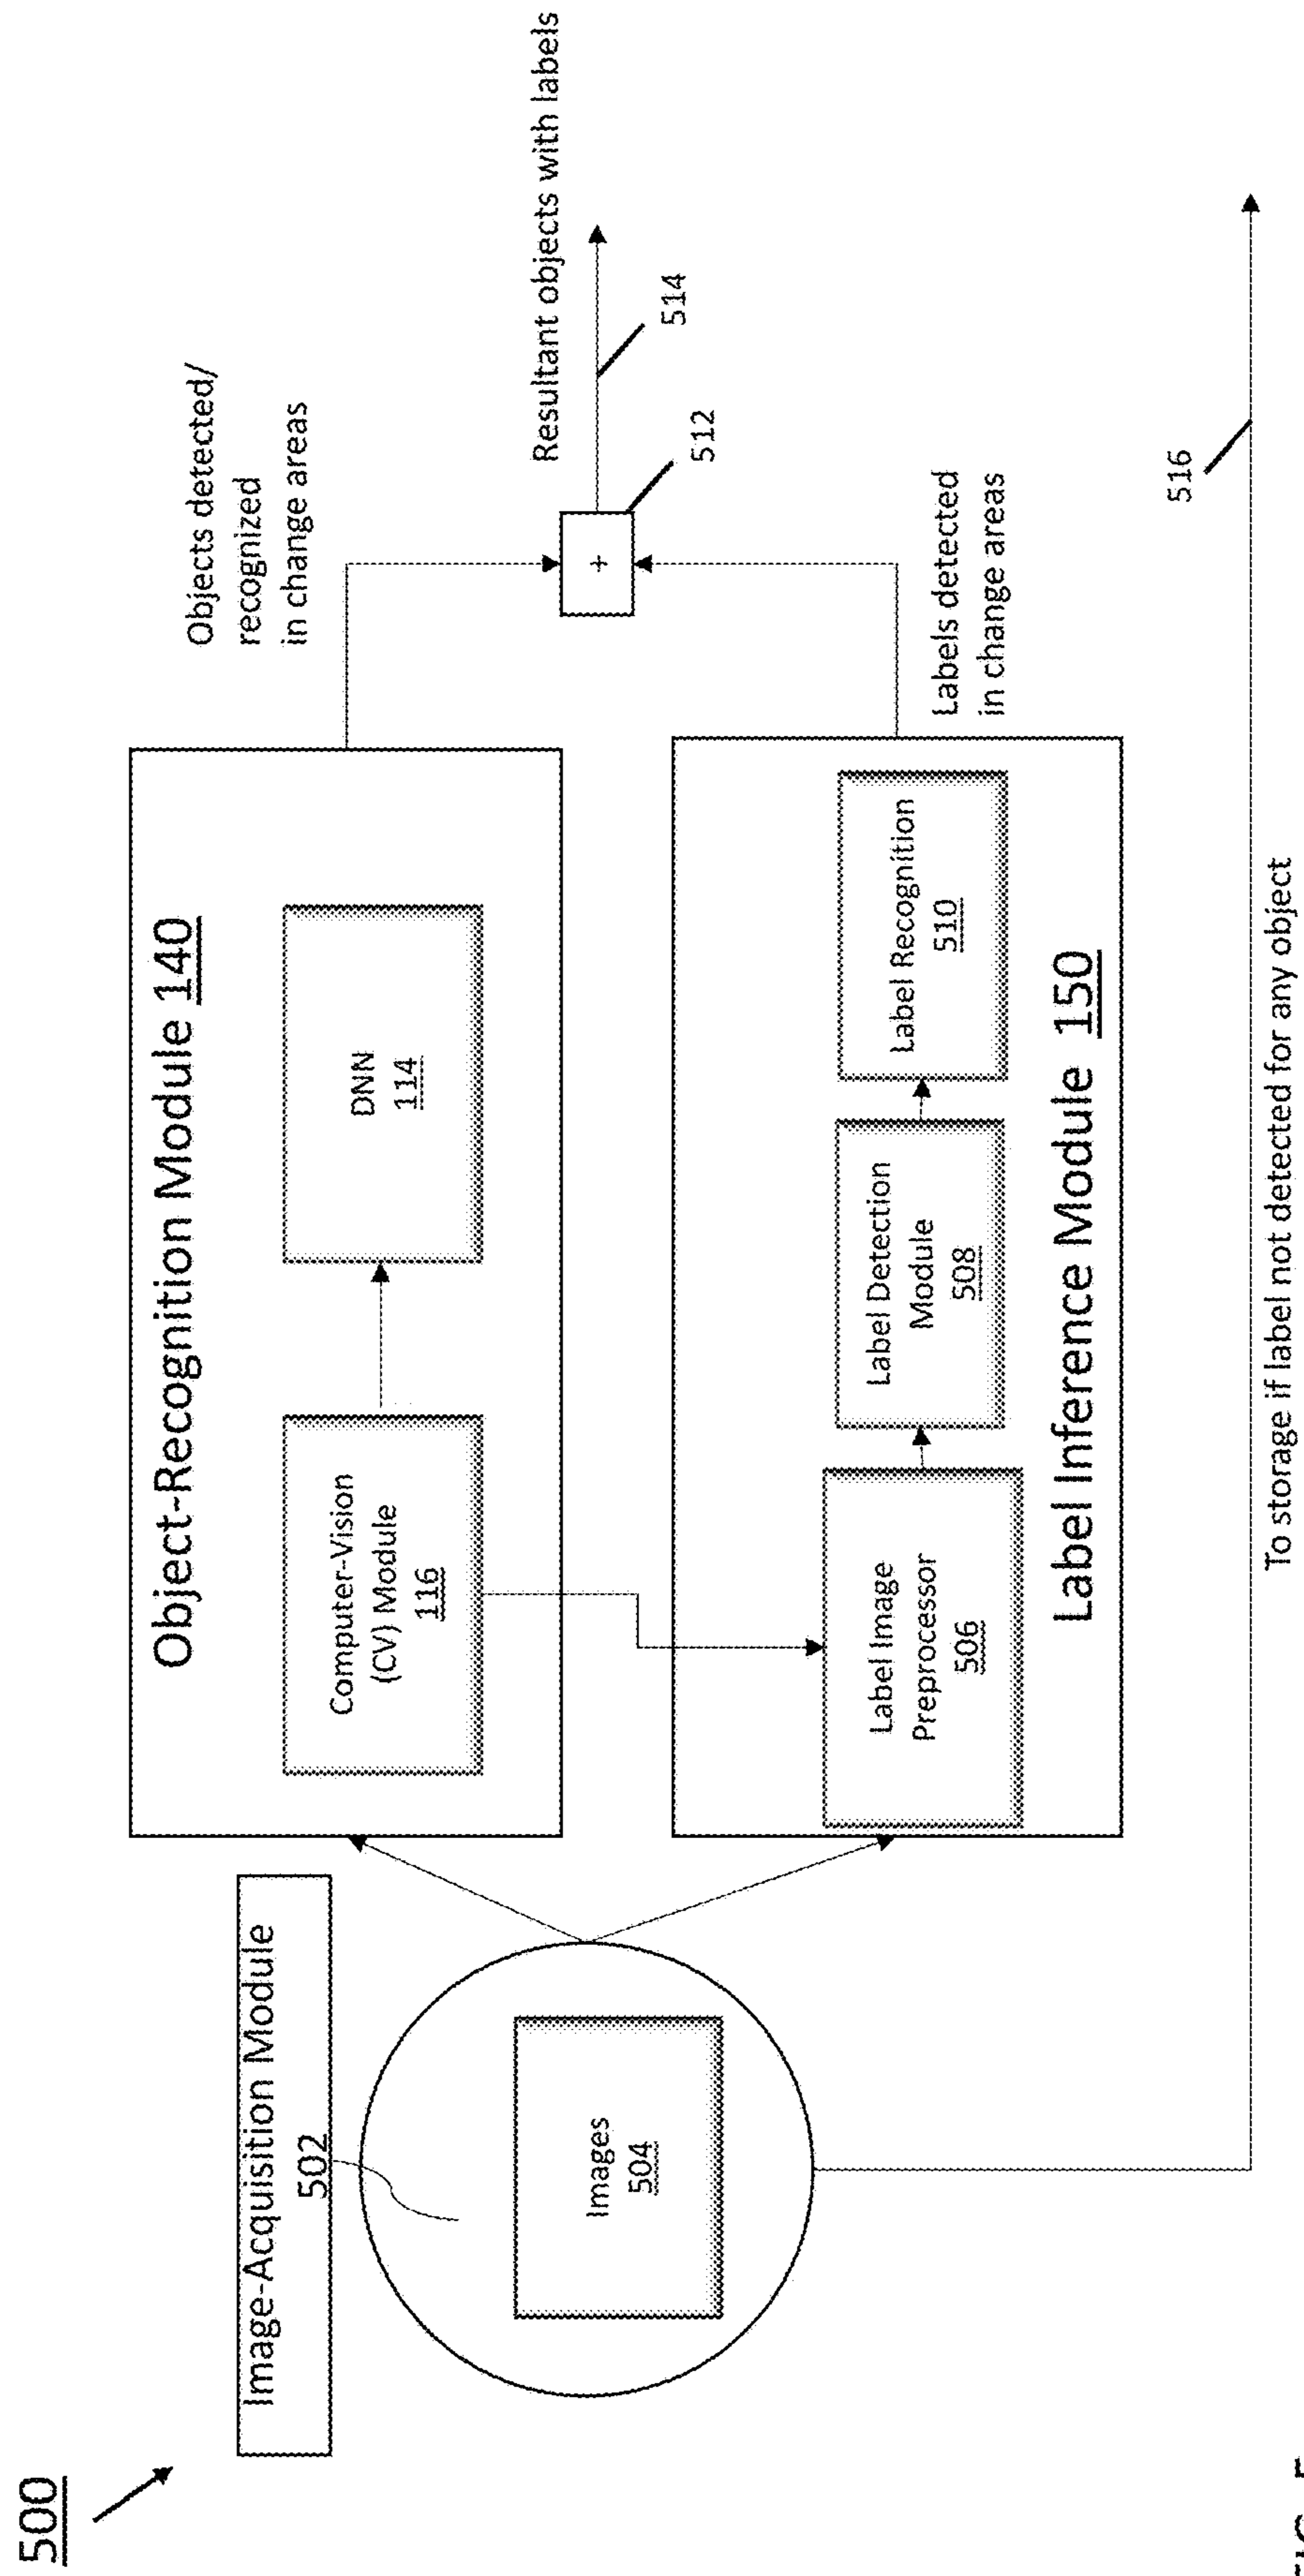 500
Image-Acquisition Module
502
Images
504
Object-Recognition Module 140
Computer-Vision
(CV) Module
116
DNN
114
Label Image
Preprocessor
506
Label Detection
Module
508
Label Recognition
510
Label Inference Module 150
Objects detected/
recognized
in change areas
Labels detected
in change areas
+
512
Resultant objects with labels
514
516
To storage if label not detected for any object